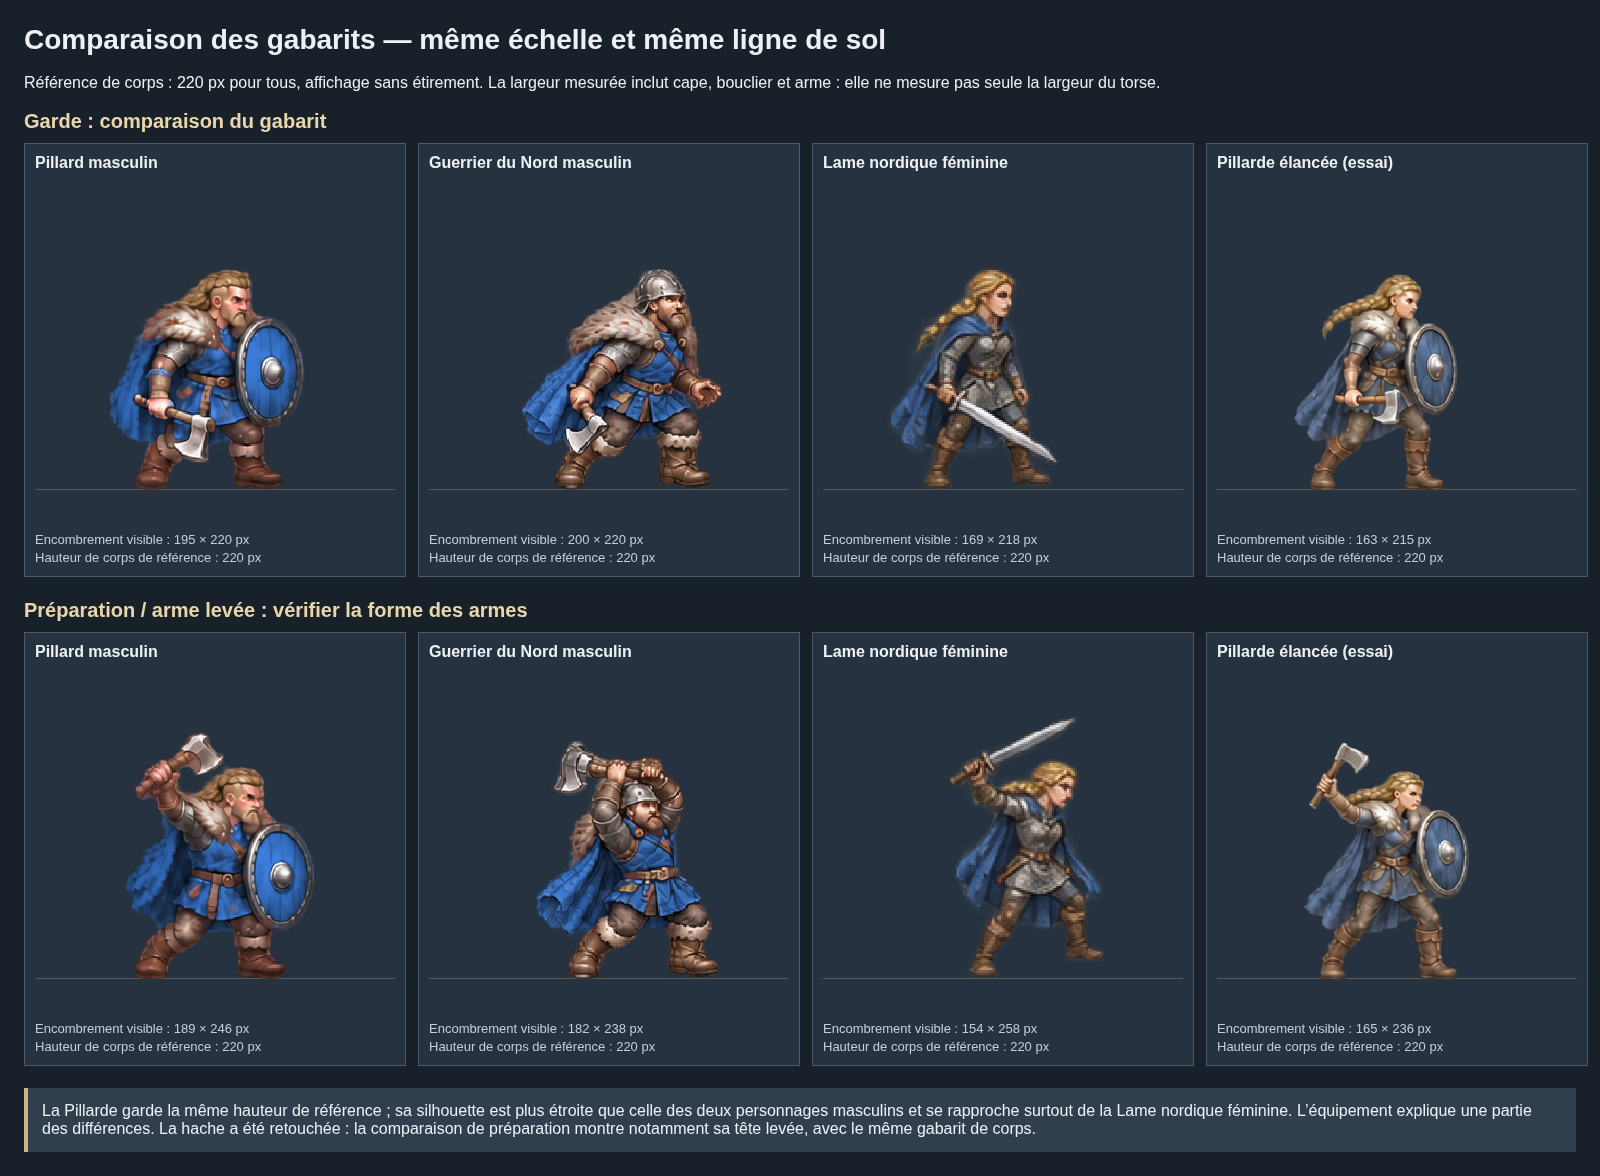 Comparaison des gabarits — même échelle et même ligne de sol
Référence de corps : 220 px pour tous, affichage sans étirement. La largeur mesurée inclut cape, bouclier et arme : elle ne mesure pas seule la largeur du torse.
Garde : comparaison du gabarit
Pillard masculin
Encombrement visible : 195 × 220 px
Hauteur de corps de référence : 220 px
Guerrier du Nord masculin
Encombrement visible : 200 × 220 px
Hauteur de corps de référence : 220 px
Lame nordique féminine
Encombrement visible : 169 × 218 px
Hauteur de corps de référence : 220 px
Pillarde élancée (essai)
Encombrement visible : 163 × 215 px
Hauteur de corps de référence : 220 px
Préparation / arme levée : vérifier la forme des armes
Pillard masculin
Encombrement visible : 189 × 246 px
Hauteur de corps de référence : 220 px
Guerrier du Nord masculin
Encombrement visible : 182 × 238 px
Hauteur de corps de référence : 220 px
Lame nordique féminine
Encombrement visible : 154 × 258 px
Hauteur de corps de référence : 220 px
Pillarde élancée (essai)
Encombrement visible : 165 × 236 px
Hauteur de corps de référence : 220 px
La Pillarde garde la même hauteur de référence ; sa silhouette est plus étroite que celle des deux personnages masculins et se rapproche surtout de la Lame nordique féminine. L’équipement explique une partie
des différences. La hache a été retouchée : la comparaison de préparation montre notamment sa tête levée, avec le même gabarit de corps.